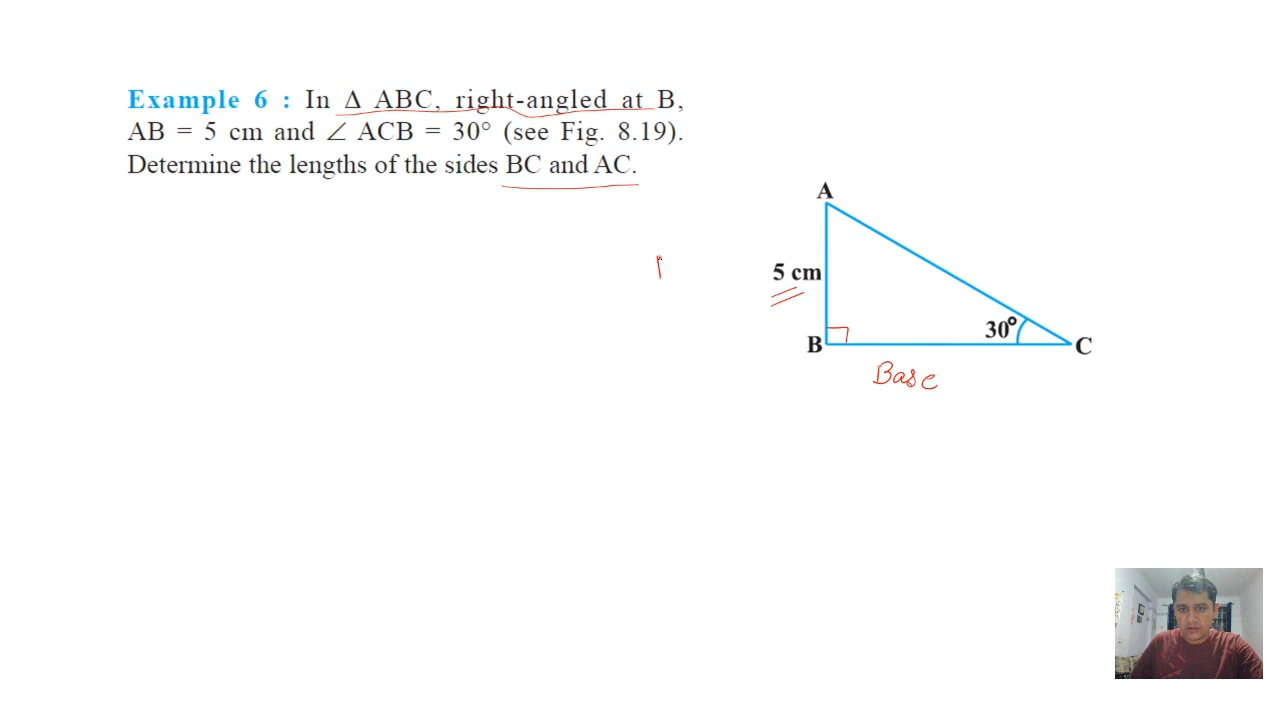 Example 6 : In Δ ABC, right-angled at B,
AB = 5 cm and ∠ ACB = 30° (see Fig. 8.19).
Determine the lengths of the sides BC and AC.
A
5 cm
30°
B
C
Base